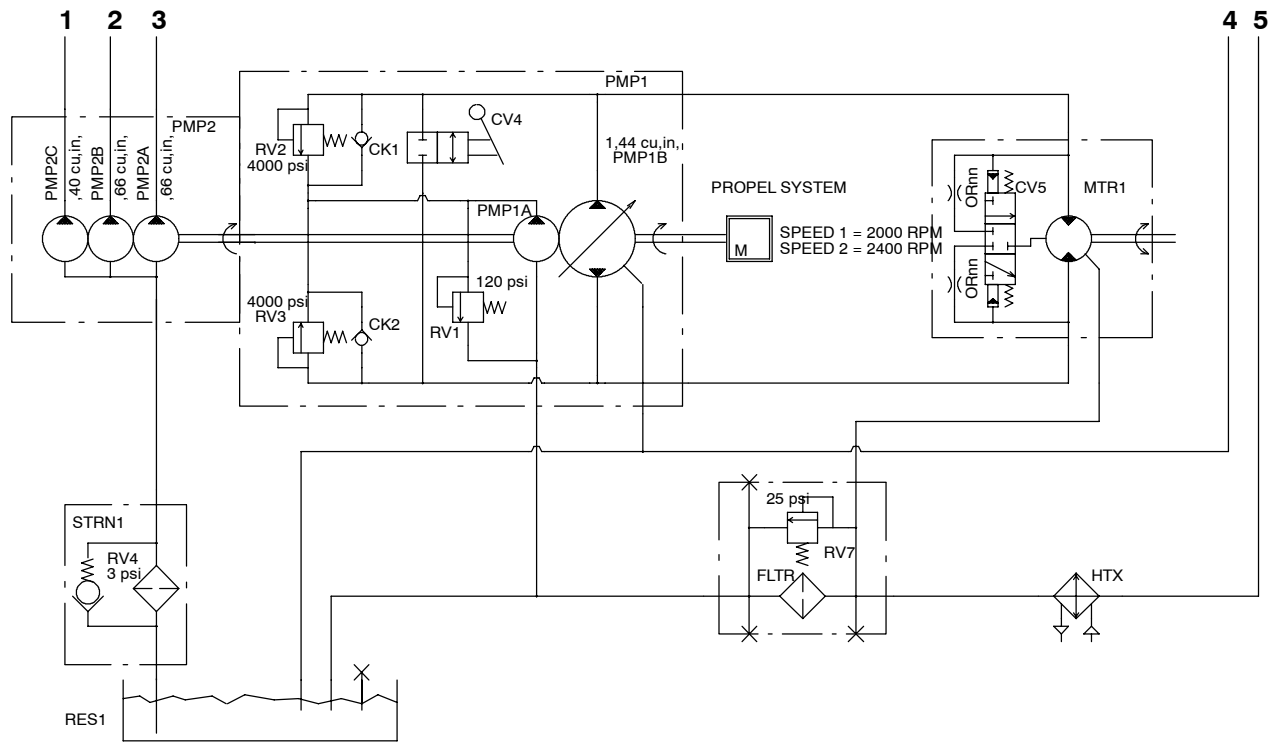 1 2 3 4 5
PMP1
PMP2
PMP2C
,40 cu,in,
PMP2B
,66 cu,in,
PMP2A
,66 cu,in,
RV2
4000 psi
CK1
CV4
1,44 cu,in,
PMP1B
PMP1A
PROPEL SYSTEM
M
SPEED 1 = 2000 RPM
SPEED 2 = 2400 RPM
ORnn
CV5
MTR1
ORnn
4000 psi
RV3
CK2
120 psi
RV1
STRN1
RV4
3 psi
25 psi
RV7
FLTR
HTX
RES1